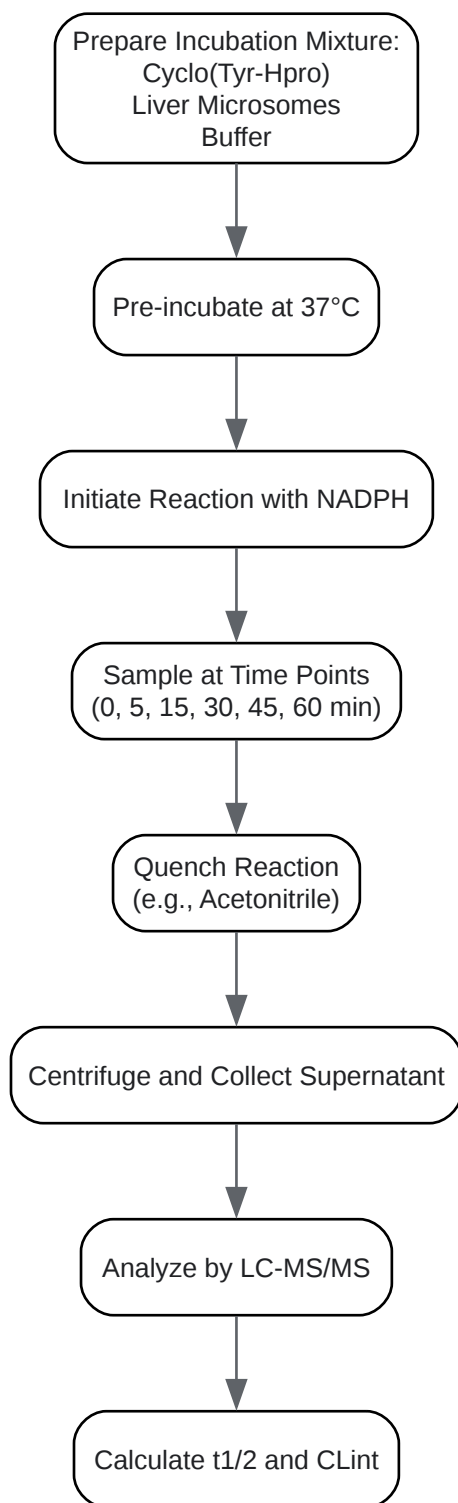 Prepare Incubation Mixture:
Cyclo(Tyr-Hpro)
Liver Microsomes
Buffer
Pre-incubate at 37°C
Initiate Reaction with NADPH
Sample at Time Points
(0, 5, 15, 30, 45, 60 min)
Quench Reaction
(e.g., Acetonitrile)
Centrifuge and Collect Supernatant
Analyze by LC-MS/MS
Calculate t1/2 and CLint